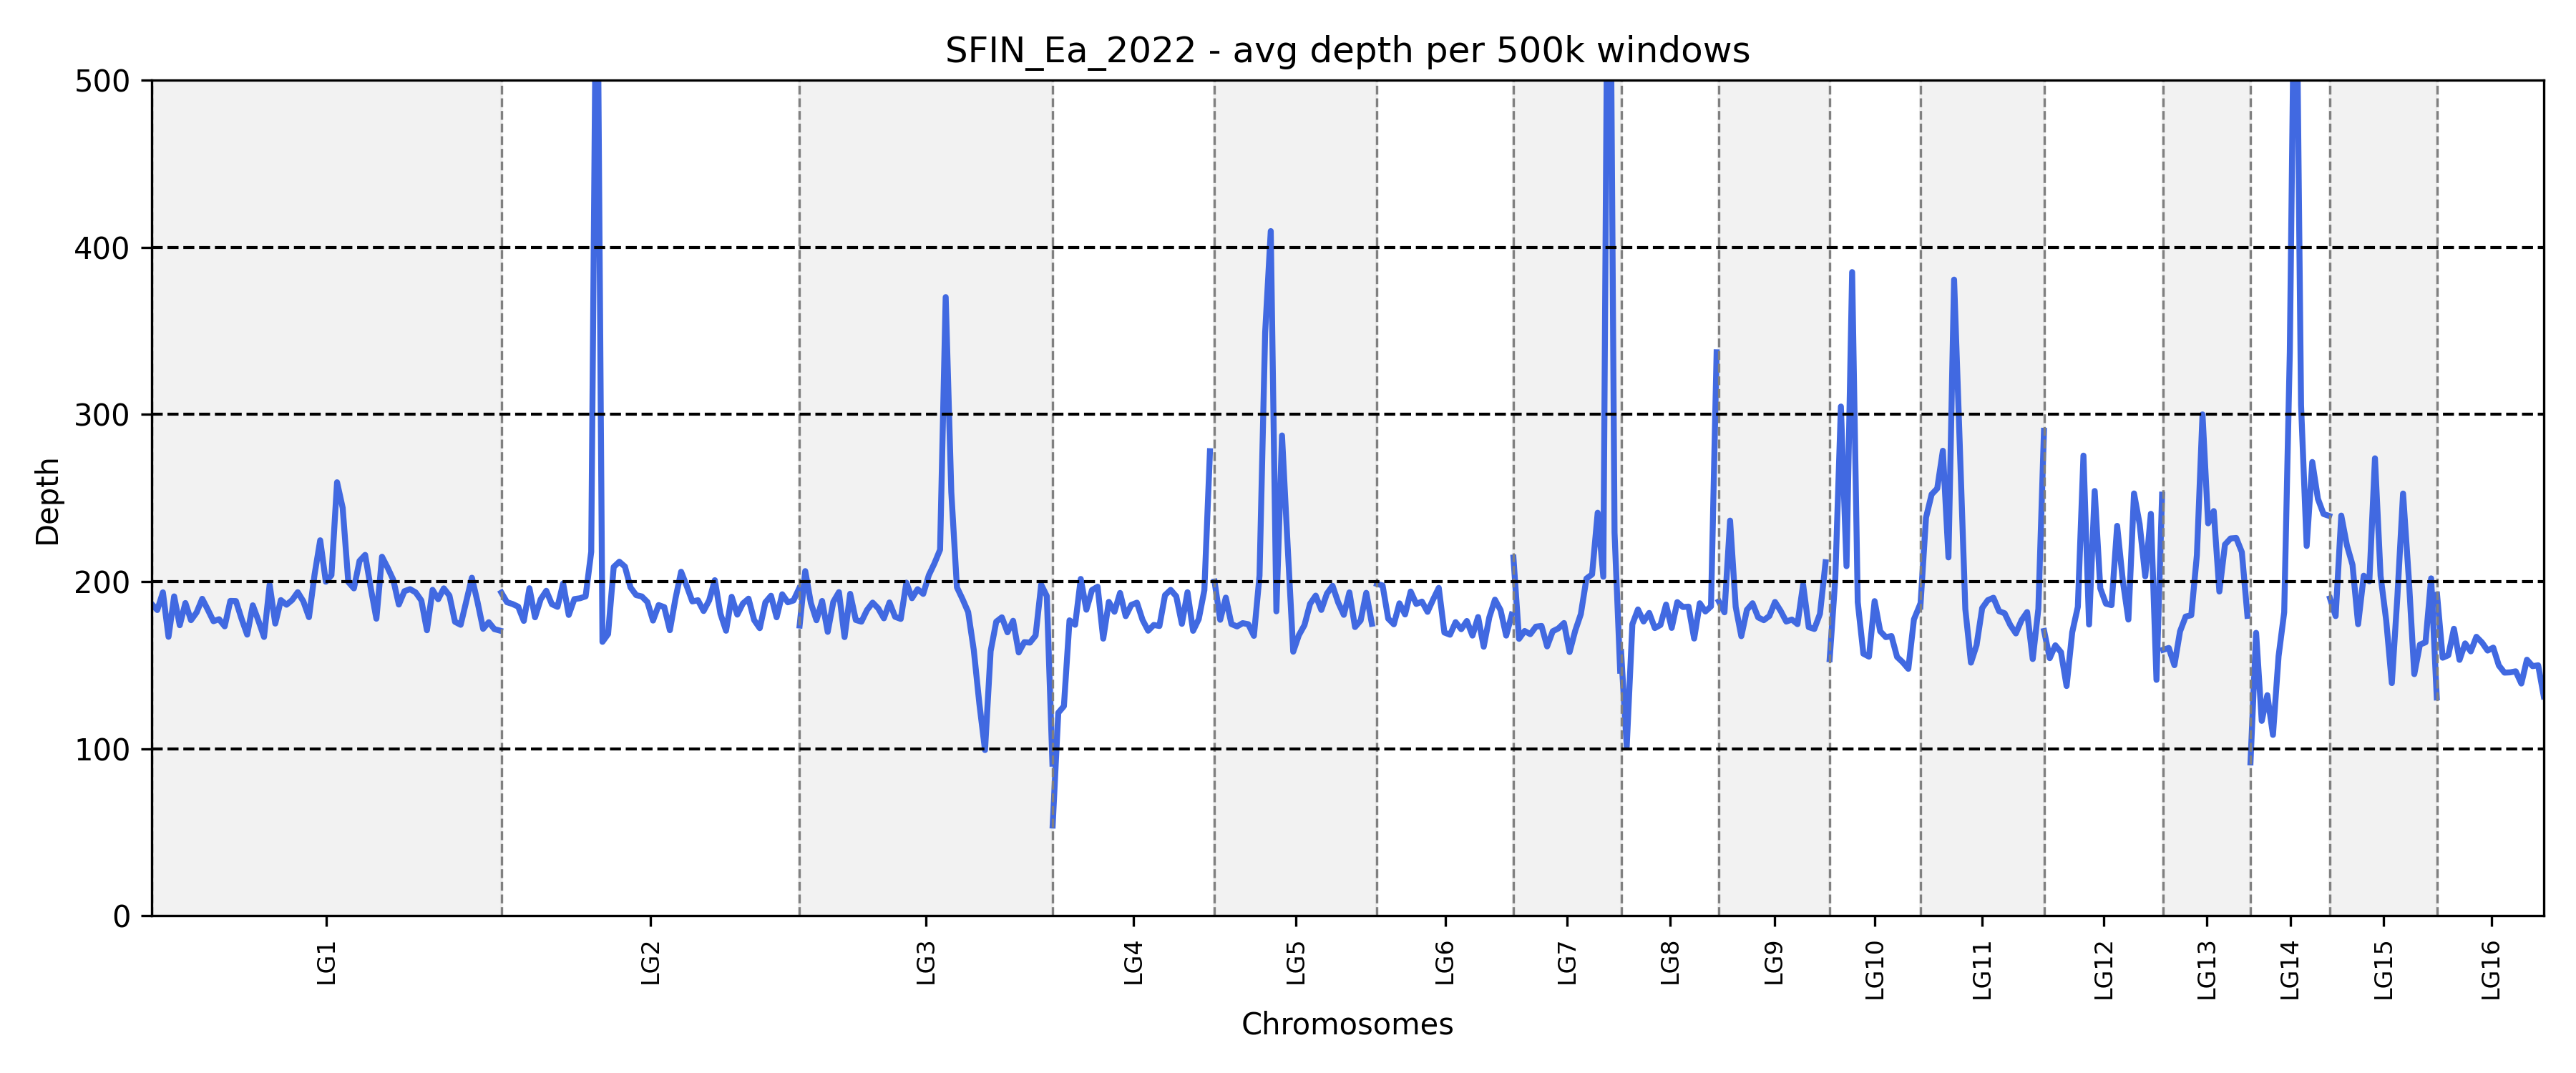 SFIN_Ea_2022 - avg depth per 500k windows
500
400
300
200
100
0
Depth
LG1
LG2
LG3
LG4
LG5
LG6
LG7
LG8
LG9
LG10
LG11
LG12
LG13
LG14
LG15
LG16
Chromosomes